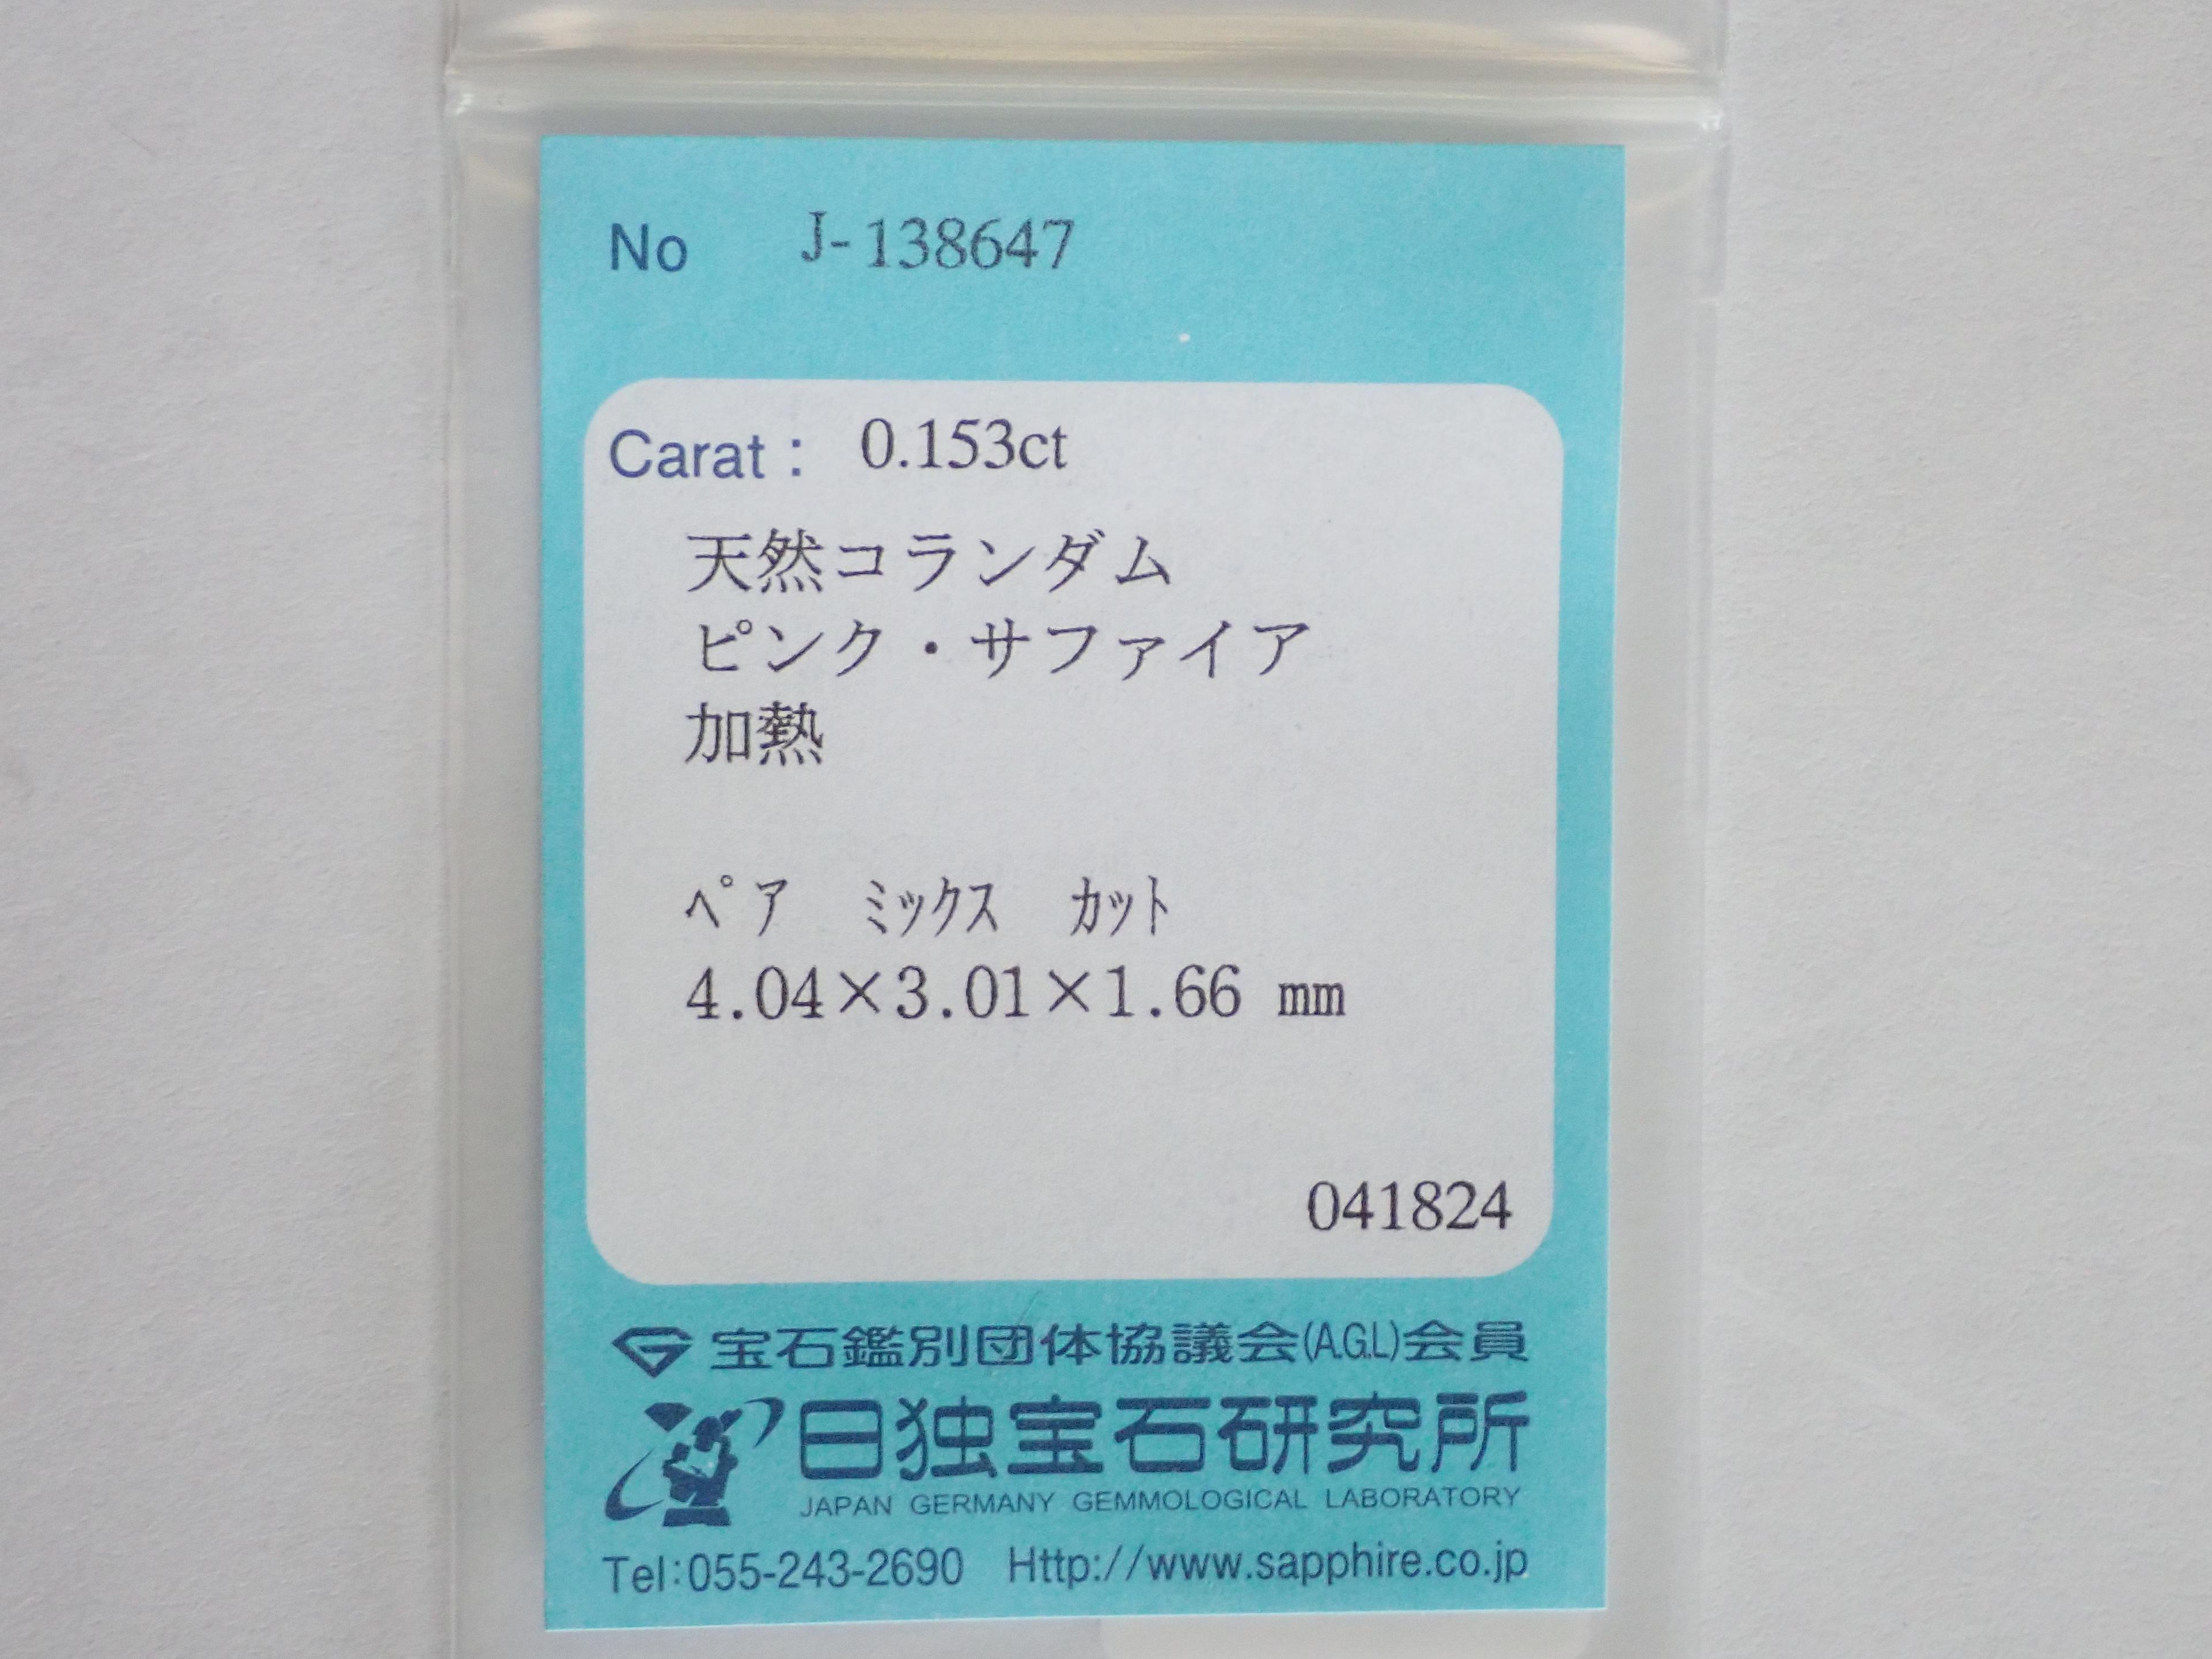 No J-138647
Carat : 0.153ct
天然コランダム
ピンク・サファイア
加熱
ﾍﾟｱ ﾐｯｸｽ ｶｯﾄ
4.04×3.01×1.66 mm
041824
宝石鑑別団体協議会(A.G.L)会員
日独宝石研究所
JAPAN GERMANY GEMMOLOGICAL LABORATORY
Tel:055-243-2690 Http://www.sapphire.co.jp